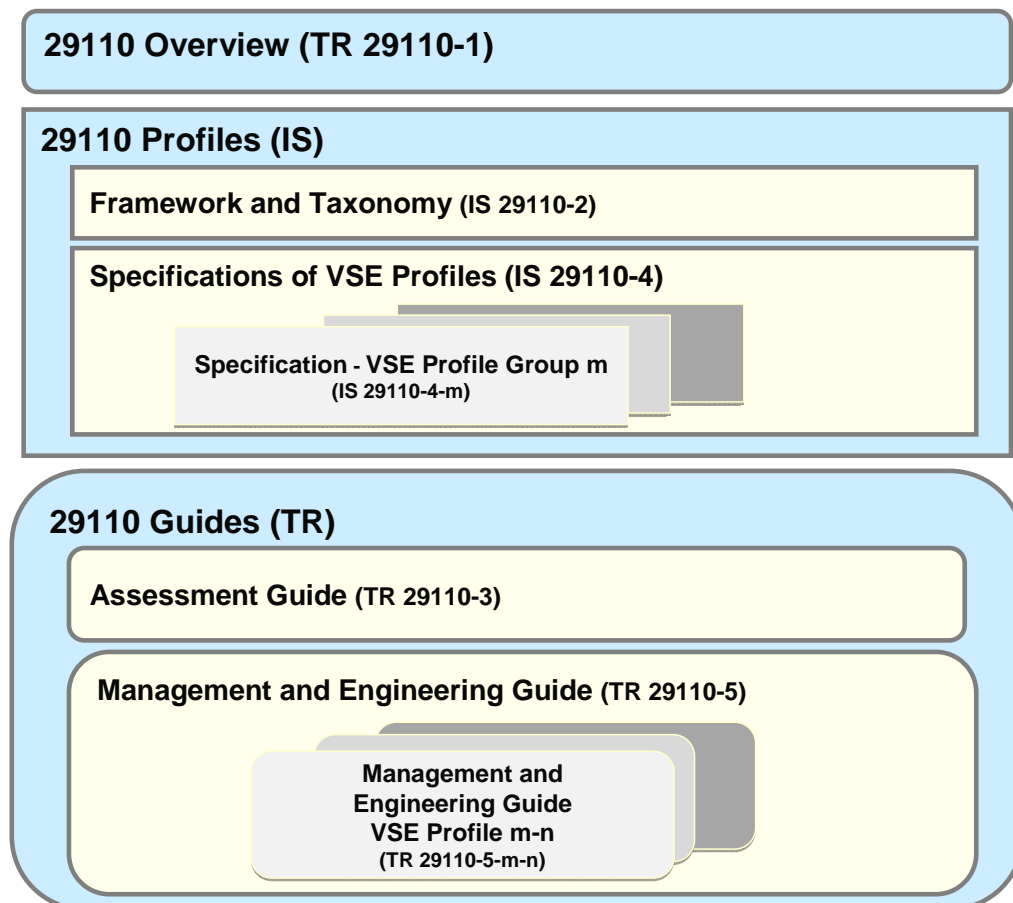 29110 Overview (TR 29110-1)
29110 Profiles (IS)
Framework and Taxonomy (IS 29110-2)
Specifications of VSE Profiles (IS 29110-4)
Specification - VSE Profile Group m
(IS 29110-4-m)
29110 Guides (TR)
Assessment Guide (TR 29110-3)
Management and Engineering Guide (TR 29110-5)
Management and
Engineering Guide
VSE Profile m-n
(TR 29110-5-m-n)